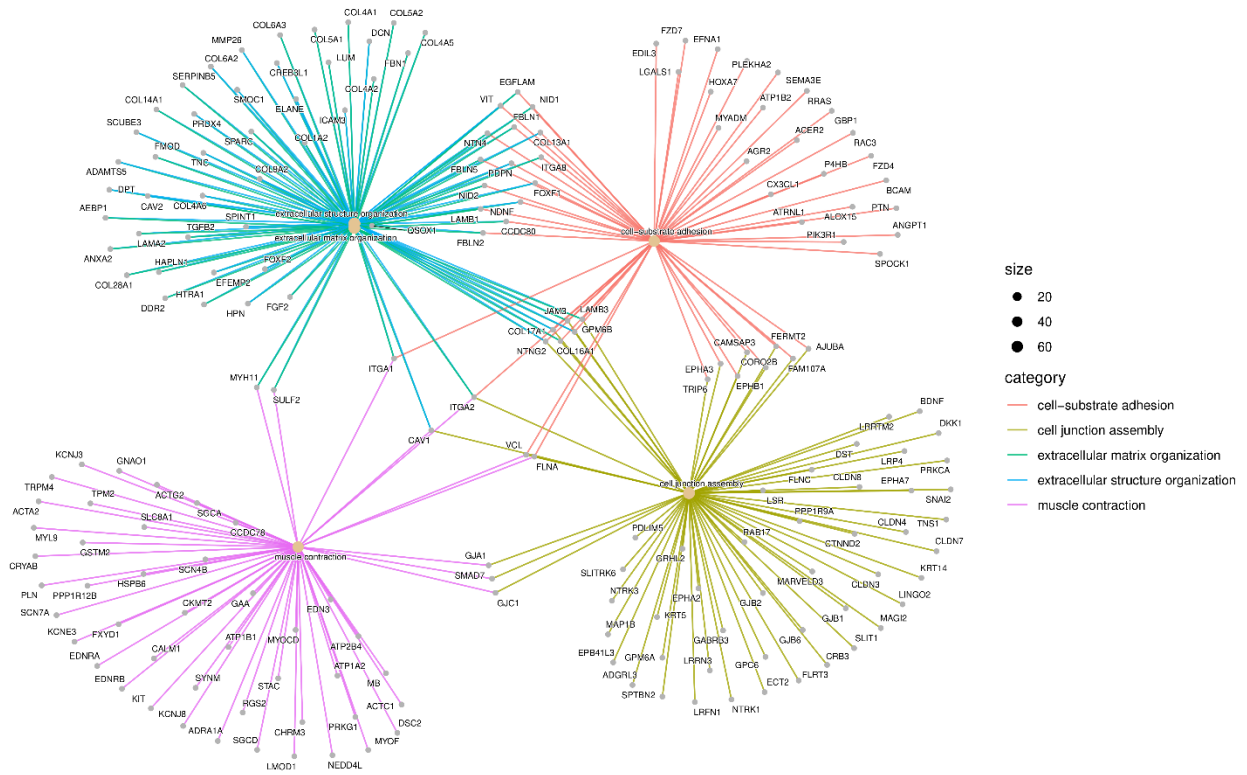 COL4A1
COL5A2
COL6A3
COL5A1
DCN
COL4A5
MMP26
LUM
FBN1
COL6A2
CREB3L1
COL4A2
SERPINB5
SMOC1
ELANE
ICAM3
COL14A1
PRDX4
COL1A2
SCUBE3
SPARC
FMOD
TNC
COL9A2
ADAMTS5
DPT
CAV2
COL4A6
AEBP1
SPINT1
TGFB2
LAMA2
ANXA2
HAPLN1
FOXF2
COL28A1
EFEMP2
HTRA1
DDR2
HPN
FGF2
extracellular structure organization
extracellular matrix organization
QSOX1
EGFLAM
VIT
NID1
FBLN1
NTN4
COL13A1
ITGA8
FBLN5
BBPN
FOXF1
NID2
NDNF
LAMB1
CCDC80
FBLN2
FZD7
EFNA1
EDIL3
LGALS1
PLEKHA2
HOXA7
SEMA3E
ATP1B2
RRAS
MYADM
GBP1
ACER2
RAC3
AGR2
P4HB
FZD4
CX3CL1
BCAM
PTN
ATRNL1
ALOX15
ANGPT1
PIK3R1
SPOCK1
cell-substrate adhesion
JAM3
LAMB3
COL17A1
GPM6B
NTNG2
COL16A1
ITGA1
MYH11
SULF2
ITGA2
CAV1
VCL
FLNA
CAMSAP3
FERMT2
AJUBA
EPHA3
CORO2B
FAM107A
TRIP6
EPHB1
BDNF
LRRTM2
DKK1
DST
LRP4
PRKCA
FLNC
CLDN8
EPHA7
SNAI2
LSR
cell junction assembly
PPP1R9A
CLDN4
TNS1
PDLIM5
RAB17
CTNND2
CLDN7
GRHL2
KRT14
SLITRK6
MARVELD3
CLDN3
NTRK3
EPHA2
GJB2
LINGO2
MAP1B
KRT5
GJB1
MAGI2
GABRB3
GJB6
SLIT1
EPB41L3
GPM6A
LRRN3
GPC6
CRB3
ADGRL3
ECT2
FLRT3
SPTBN2
NTRK1
LRFN1
GJA1
SMAD7
GJC1
KCNJ3
GNAO1
TRPM4
ACTG2
TPM2
ACTA2
SGCA
SLC8A1
CCDC78
MYL9
GSTM2
muscle contraction
CRYAB
SCN4B
HSPB6
PLN
PPP1R12B
SCN7A
CKMT2
GAA
EDN3
KCNE3
FXYD1
ATP1B1
MYOCD
EDNRA
CALM1
ATP2B4
ATP1A2
EDNRB
SYNM
STAC
MB
KIT
RGS2
ACTC1
KCNJ8
DSC2
ADRA1A
CHRM3
PRKG1
MYOF
SGCD
LMOD1
NEDD4L
size
20
40
60
category
cell-substrate adhesion
cell junction assembly
extracellular matrix organization
extracellular structure organization
muscle contraction